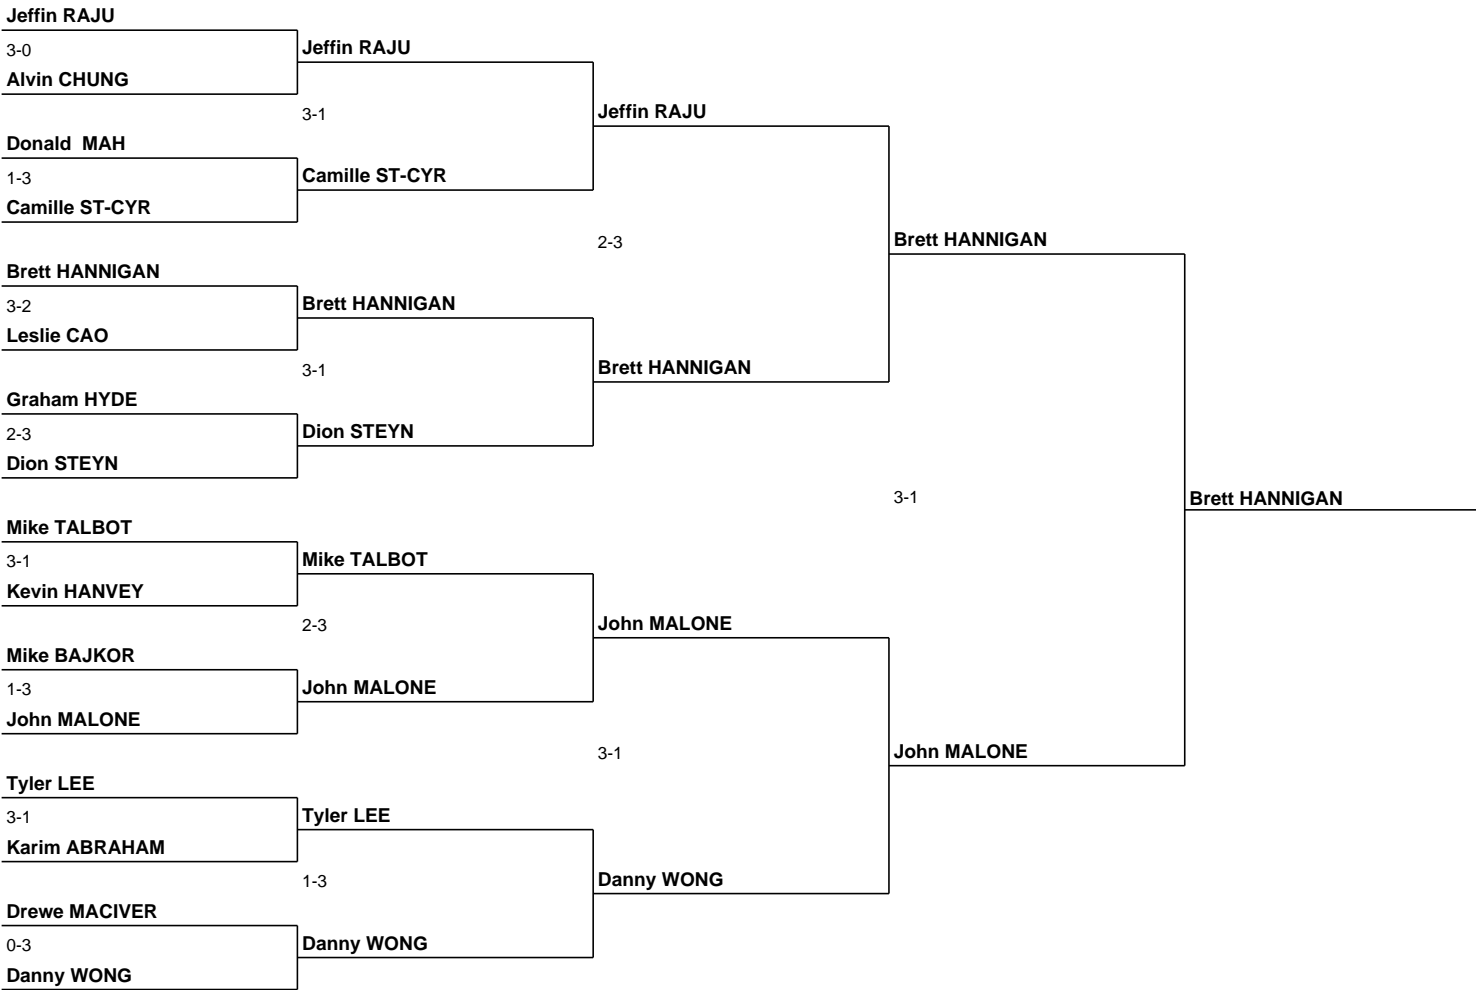 Jeffin RAJU
3-0
Jeffin RAJU
Alvin CHUNG
3-1
Jeffin RAJU
Donald  MAH
1-3
Camille ST-CYR
Camille ST-CYR
2-3
Brett HANNIGAN
Brett HANNIGAN
3-2
Brett HANNIGAN
Leslie CAO
3-1
Brett HANNIGAN
Graham HYDE
2-3
Dion STEYN
Dion STEYN
3-1
Brett HANNIGAN
Mike TALBOT
3-1
Mike TALBOT
Kevin HANVEY
2-3
John MALONE
Mike BAJKOR
1-3
John MALONE
John MALONE
3-1
John MALONE
Tyler LEE
3-1
Tyler LEE
Karim ABRAHAM
1-3
Danny WONG
Drewe MACIVER
0-3
Danny WONG
Danny WONG